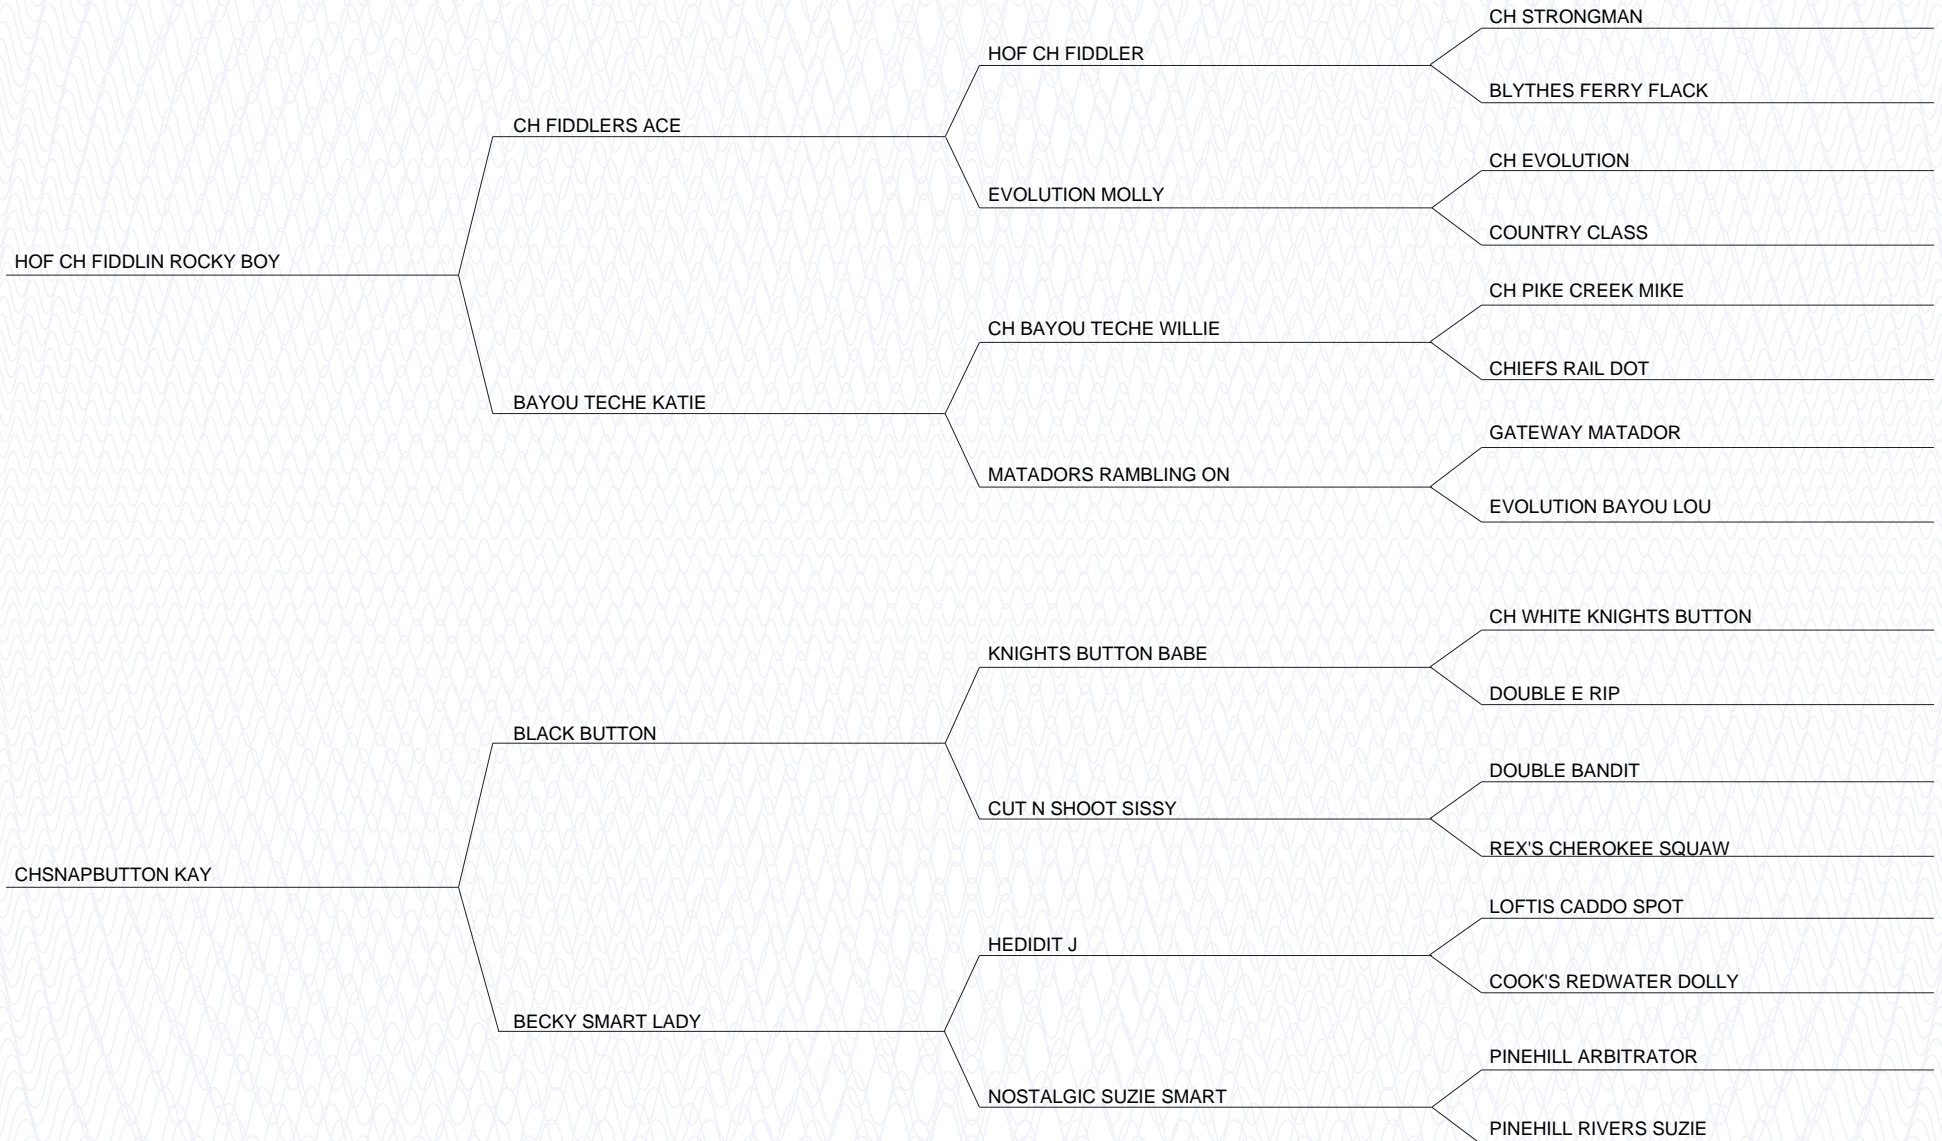 CH STRONGMAN
HOF CH FIDDLER
BLYTHES FERRY FLACK
CH FIDDLERS ACE
CH EVOLUTION
EVOLUTION MOLLY
COUNTRY CLASS
HOF CH FIDDLIN ROCKY BOY
CH PIKE CREEK MIKE
CH BAYOU TECHE WILLIE
CHIEFS RAIL DOT
BAYOU TECHE KATIE
GATEWAY MATADOR
MATADORS RAMBLING ON
EVOLUTION BAYOU LOU
CH WHITE KNIGHTS BUTTON
KNIGHTS BUTTON BABE
DOUBLE E RIP
BLACK BUTTON
DOUBLE BANDIT
CUT N SHOOT SISSY
REX'S CHEROKEE SQUAW
CHSNAPBUTTON KAY
LOFTIS CADDO SPOT
HEDIDIT J
COOK'S REDWATER DOLLY
BECKY SMART LADY
PINEHILL ARBITRATOR
NOSTALGIC SUZIE SMART
PINEHILL RIVERS SUZIE